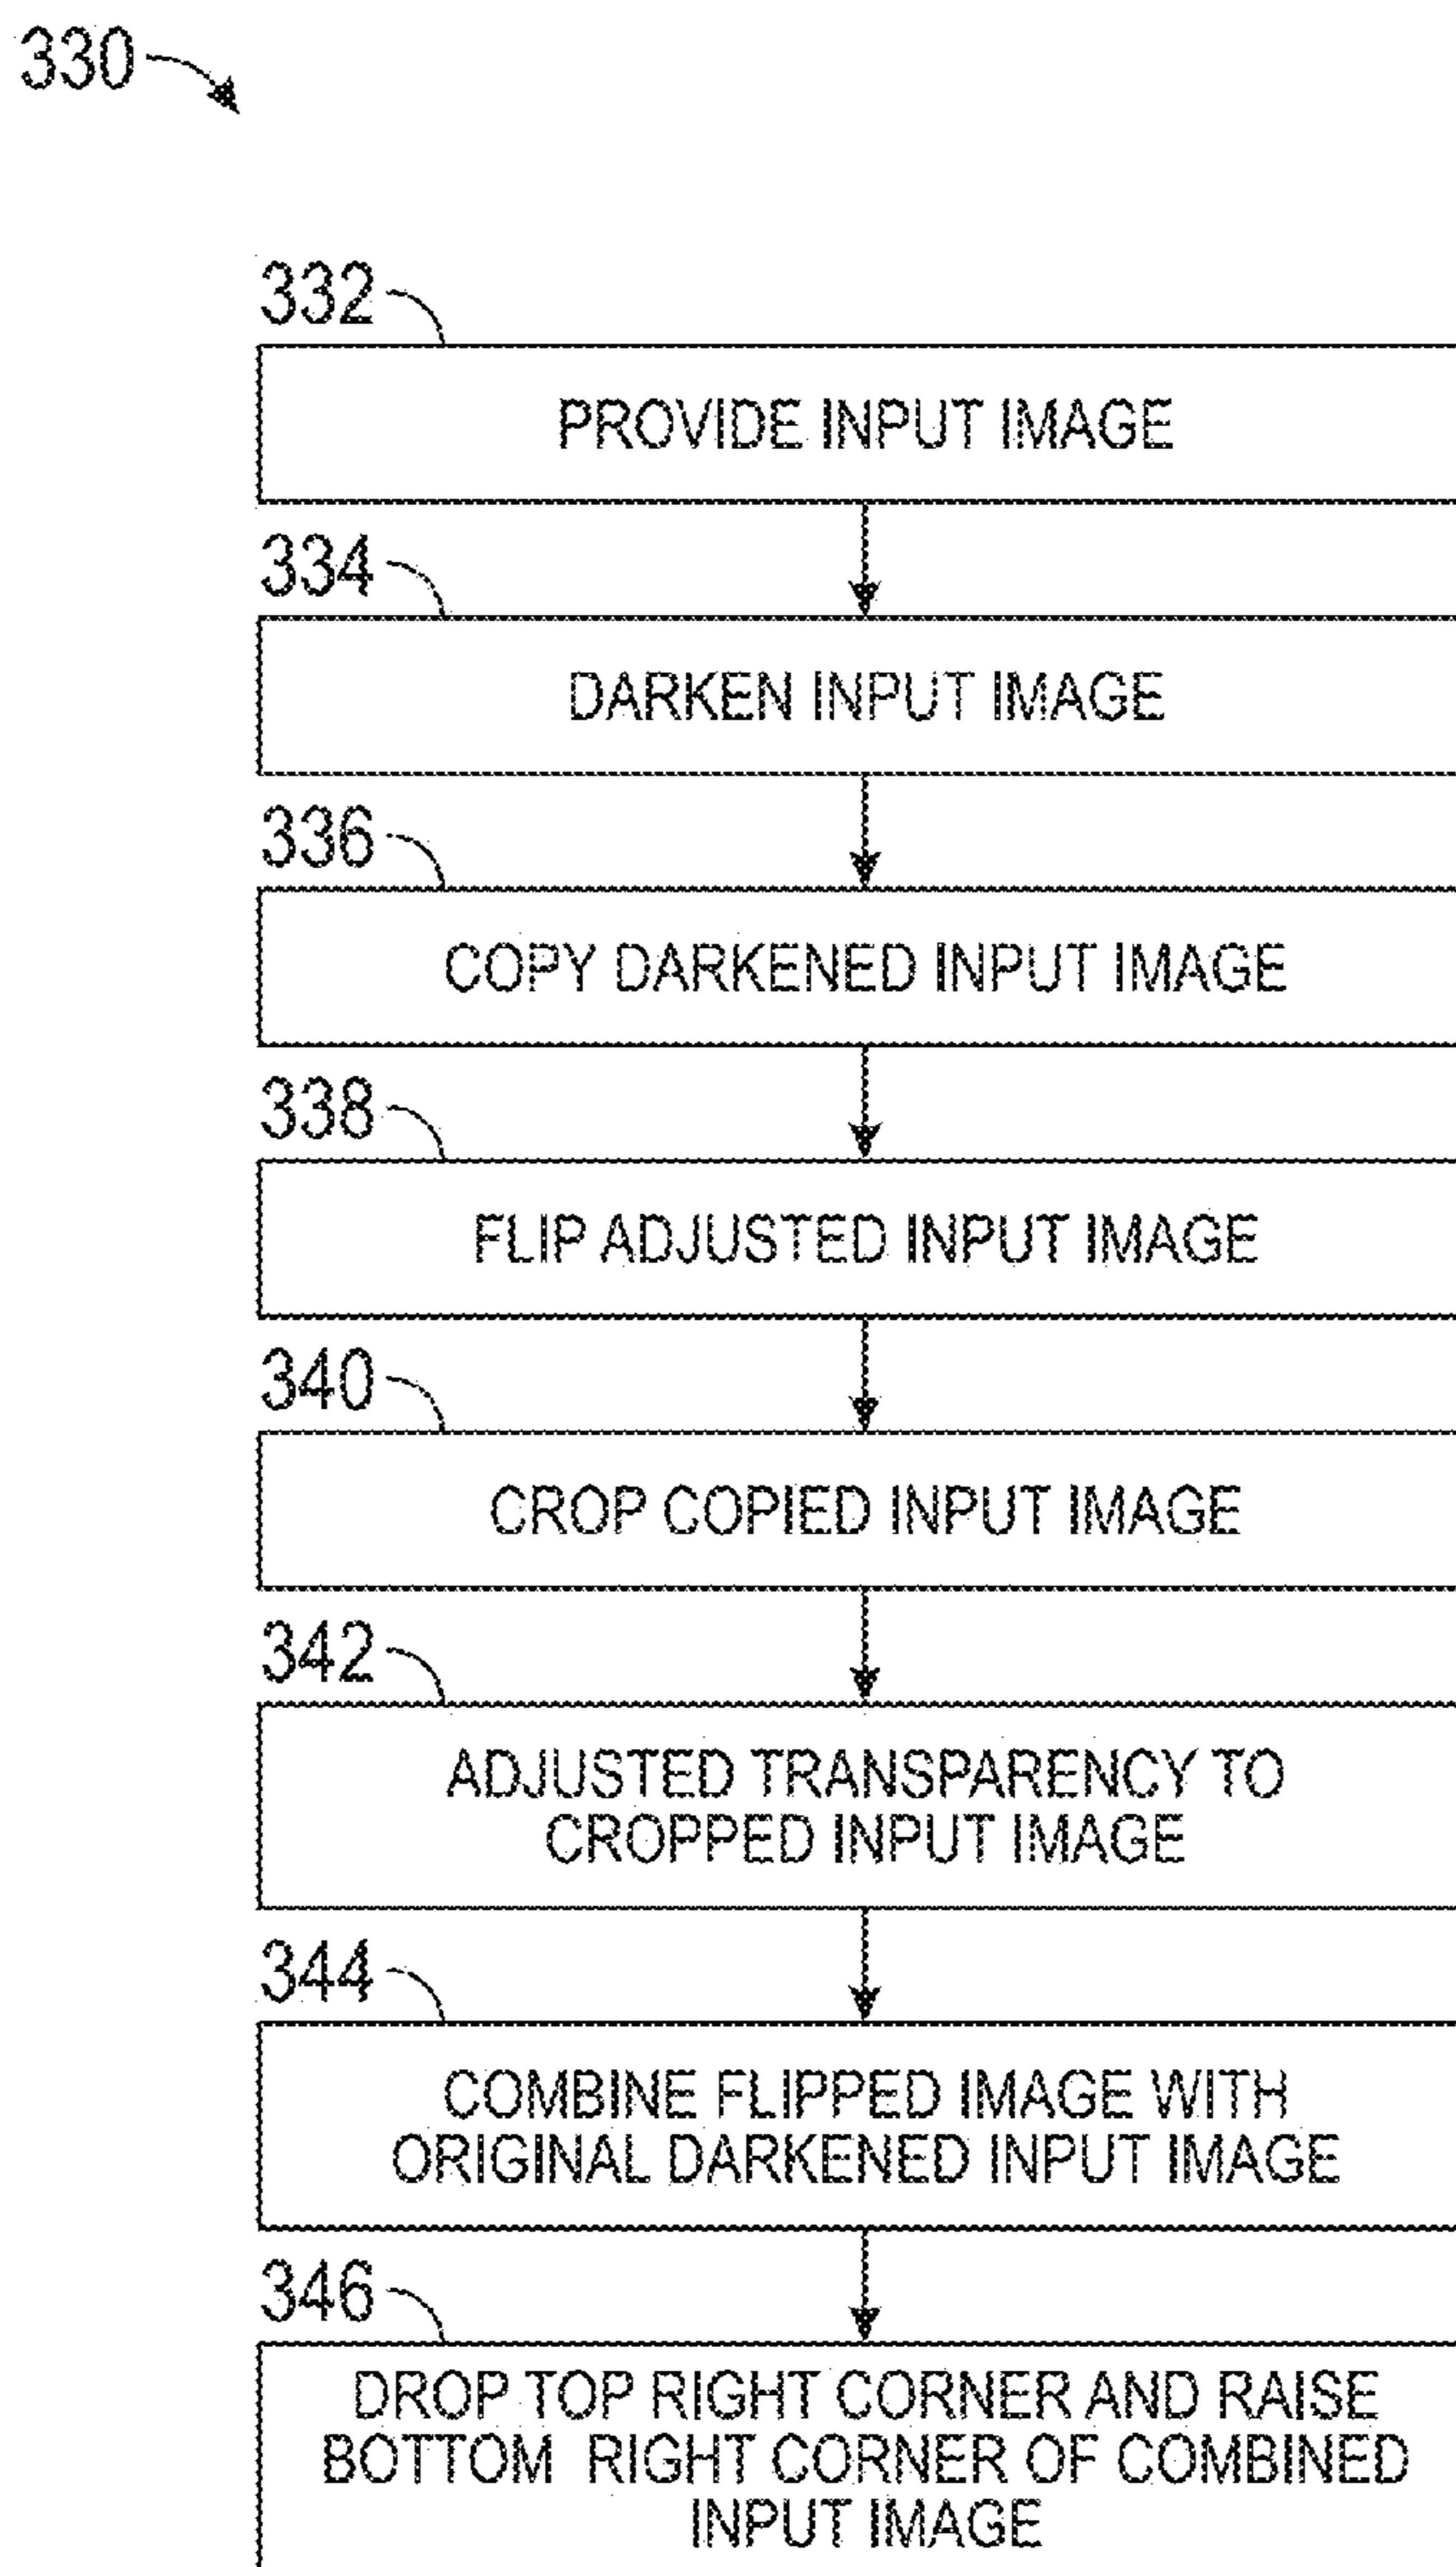 330
332
PROVIDE INPUT IMAGE
334
DARKEN INPUT IMAGE
336
COPY DARKENED INPUT IMAGE
338
FLIP ADJUSTED INPUT IMAGE
340
CROP COPIED INPUT IMAGE
342
ADJUSTED TRANSPARENCY TO
CROPPED INPUT IMAGE
344
COMBINE FLIPPED IMAGE WITH
ORIGINAL DARKENED INPUT IMAGE
346
DROP TOP RIGHT CORNER AND RAISE
BOTTOM RIGHT CORNER OF COMBINED
INPUT IMAGE